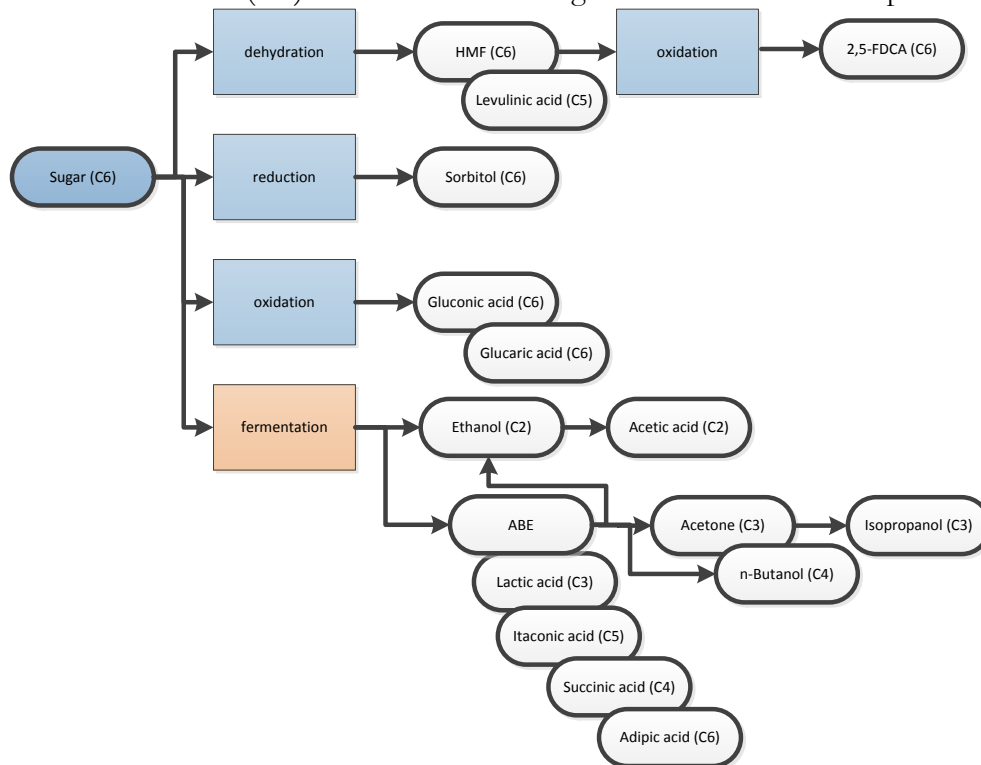 dehydration
HMF (C6)
oxidation
2,5-FDCA (C6)
Levulinic acid (C5)
Sugar (C6)
reduction
Sorbitol (C6)
oxidation
Gluconic acid (C6)
Glucaric acid (C6)
fermentation
Ethanol (C2)
Acetic acid (C2)
ABE
Acetone (C3)
Isopropanol (C3)
n-Butanol (C4)
Lactic acid (C3)
Itaconic acid (C5)
Succinic acid (C4)
Adipic acid (C6)